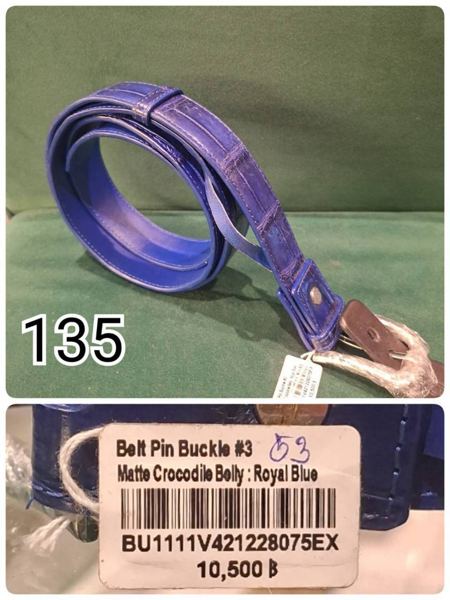 135
Belt Pin Buckle #3 53
Matte Crocodile Belly : Royal Blue
BU1111V421228075EX
10,500 ฿